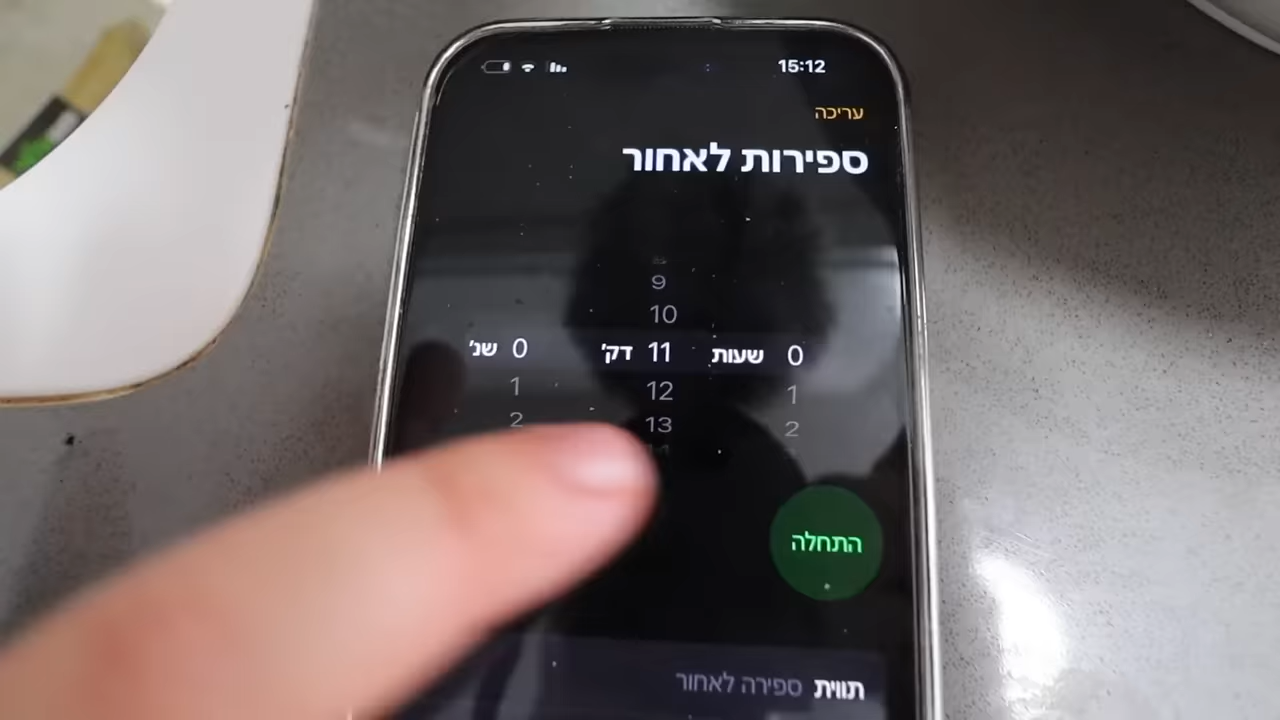 15:12
עריכה
ספירות לאחור
9
10
0 שעות 11 דק' 0 שנ'
1 12 1
2 13 2
התחלה
תווית ספירה לאחור